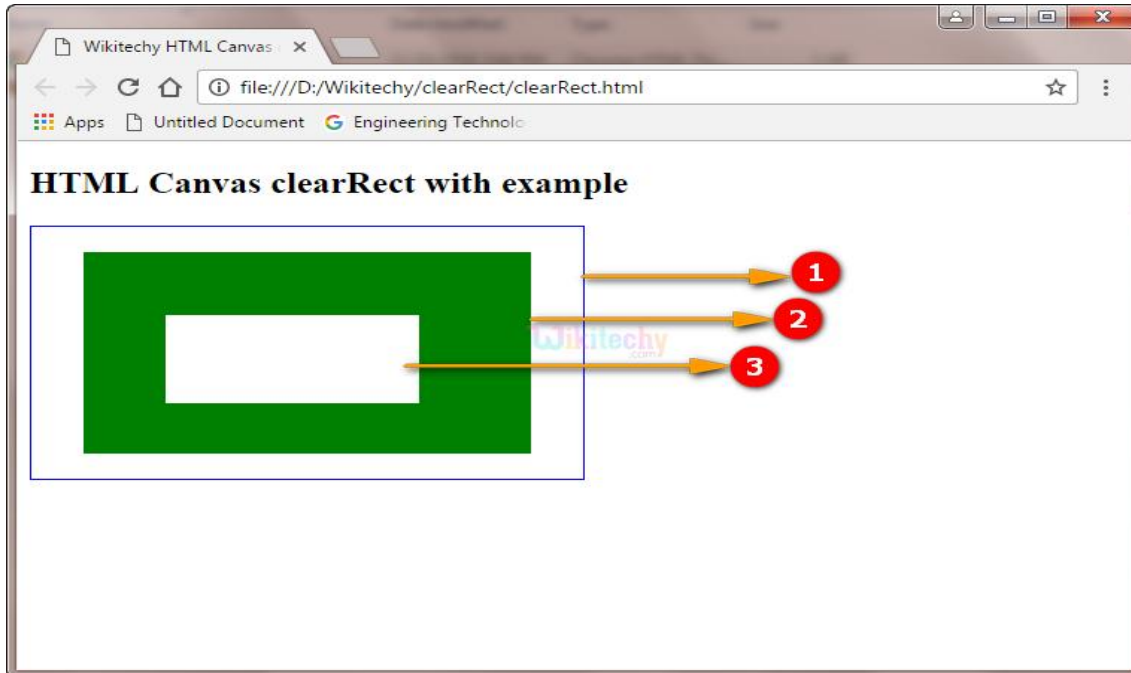 Wikitechy HTML Canvas
file:///D:/Wikitechy/clearRect/clearRect.html
Apps Untitled Document G Engineering Technolo
HTML Canvas clearRect with example
1
2
Wikitechy
.com
3